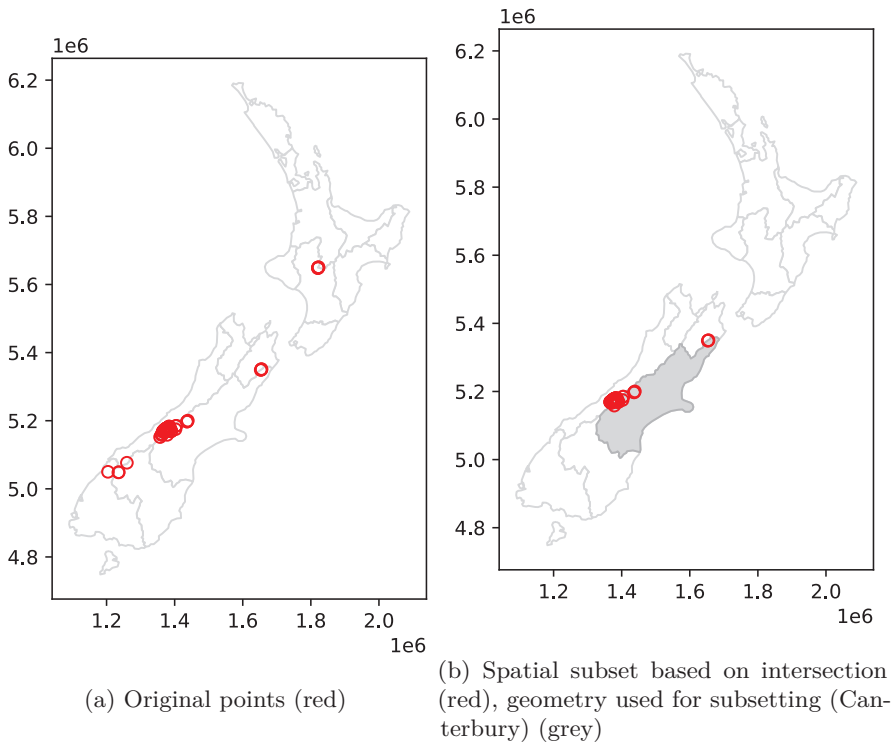 1e6
6.2
6.0
5.8
5.6
5.4
5.2
5.0
4.8
1.2 1.4 1.6 1.8 2.0
1e6
(a) Original points (red)
1e6
6.2
6.0
5.8
5.6
5.4
5.2
5.0
4.8
1.2 1.4 1.6 1.8 2.0
1e6
(b) Spatial subset based on intersection
(red), geometry used for subsetting (Can-
terbury) (grey)